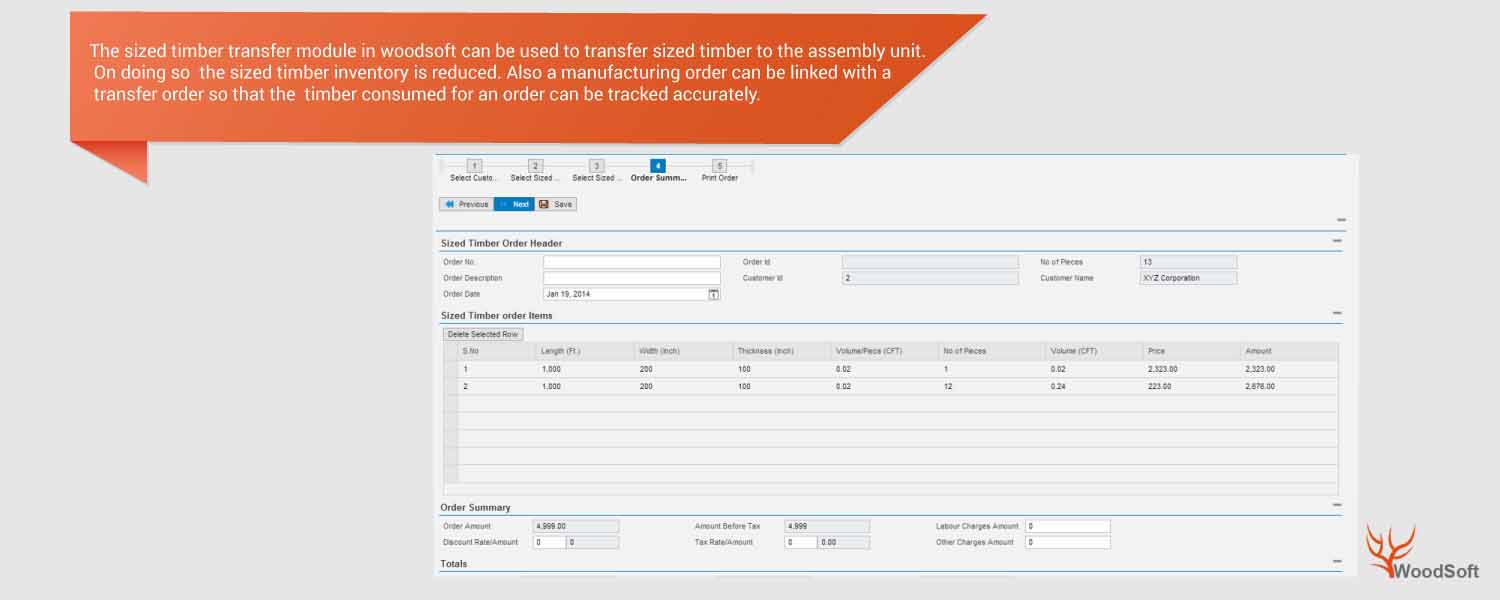 The sized timber transfer module in woodsoft can be used to transfer sized timber to the assembly unit.
On doing so the sized timber inventory is reduced. Also a manufacturing order can be linked with a
transfer order so that the timber consumed for an order can be tracked accurately.
1 2 3 4 5
Select Custo... Select Sized ... Select Sized ... Order Summ... Print Order
Previous Next Save
Sized Timber Order Header
Order No. Order Id No of Pieces 13
Order Description Customer Id 2 Customer Name XYZ Corporation
Order Date Jan 19, 2014 1
Sized Timber order Items
Delete Selected Row
S.No Length (Ft.) Width (Inch) Thickness (Inch) Volume/Piece (CFT) No of Pieces Volume (CFT) Price Amount
1 1,000 200 100 0.02 1 0.02 2,323.00 2,323.00
2 1,000 200 100 0.02 12 0.24 223.00 2,676.00
Order Summary
Order Amount 4,999.00 Amount Before Tax 4,999 Labour Charges Amount 0
Discount Rate/Amount 0 0 Tax Rate/Amount 0 0.00 Other Charges Amount 0
Totals
WoodSoft